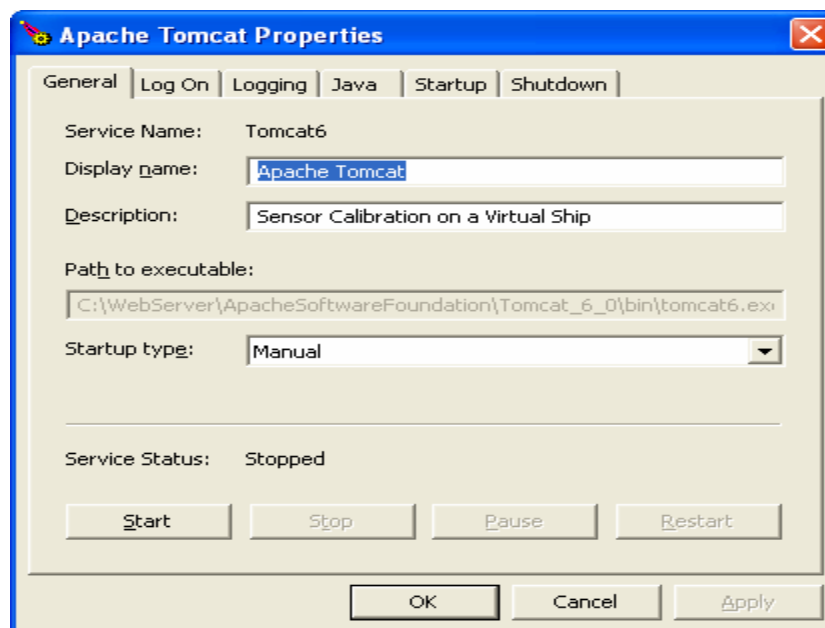 Apache Tomcat Properties
General Log On Logging Java Startup Shutdown
Service Name: Tomcat6
Display name: Apache Tomcat
Description: Sensor Calibration on a Virtual Ship
Path to executable:
C:\WebServer\ApacheSoftwareFoundation\Tomcat_6_0\bin\tomcat6.exe
Startup type: Manual
Service Status: Stopped
Start Stop Pause Restart
OK Cancel Apply